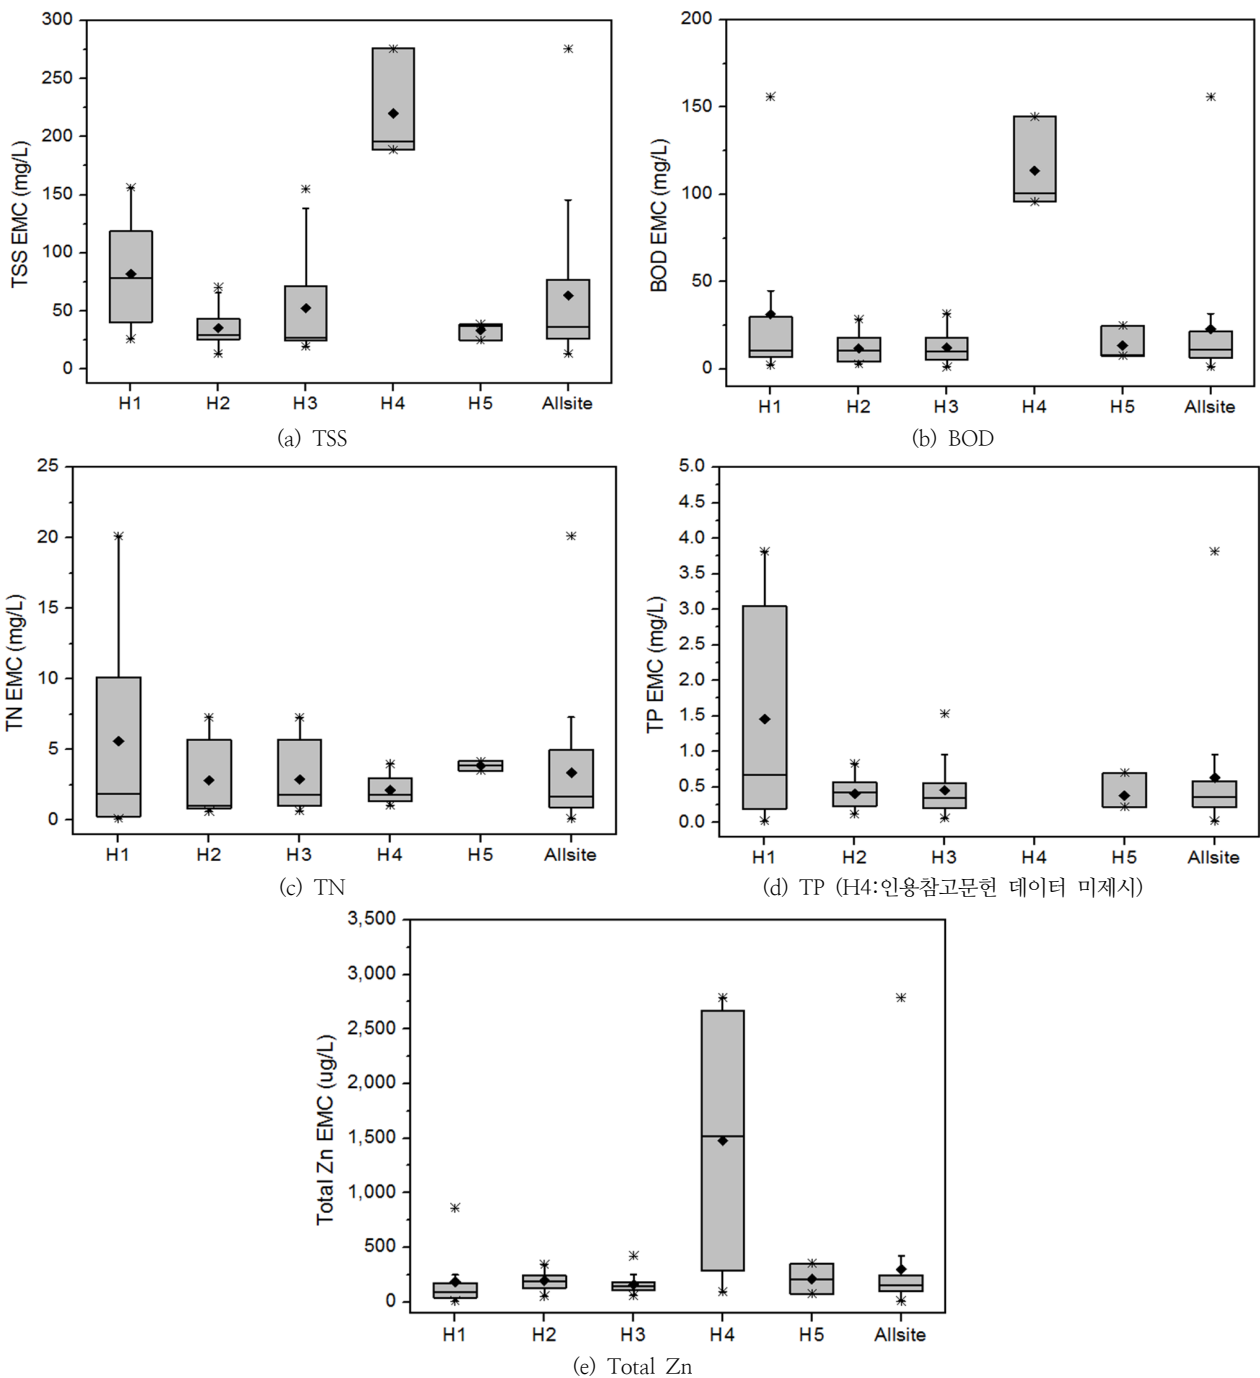 300
250
200
150
100
50
0
TSS EMC (mg/L)
H1 H2 H3 H4 H5 Allsite
(a) TSS
200
150
100
50
0
BOD EMC (mg/L)
H1 H2 H3 H4 H5 Allsite
(b) BOD
25
20
15
10
5
0
TN EMC (mg/L)
H1 H2 H3 H4 H5 Allsite
(c) TN
5.0
4.5
4.0
3.5
3.0
2.5
2.0
1.5
1.0
0.5
0.0
TP EMC (mg/L)
H1 H2 H3 H4 H5 Allsite
(d) TP (H4:인용참고문헌 데이터 미제시)
3,500
3,000
2,500
2,000
1,500
1,000
500
0
Total Zn EMC (ug/L)
H1 H2 H3 H4 H5 Allsite
(e) Total Zn